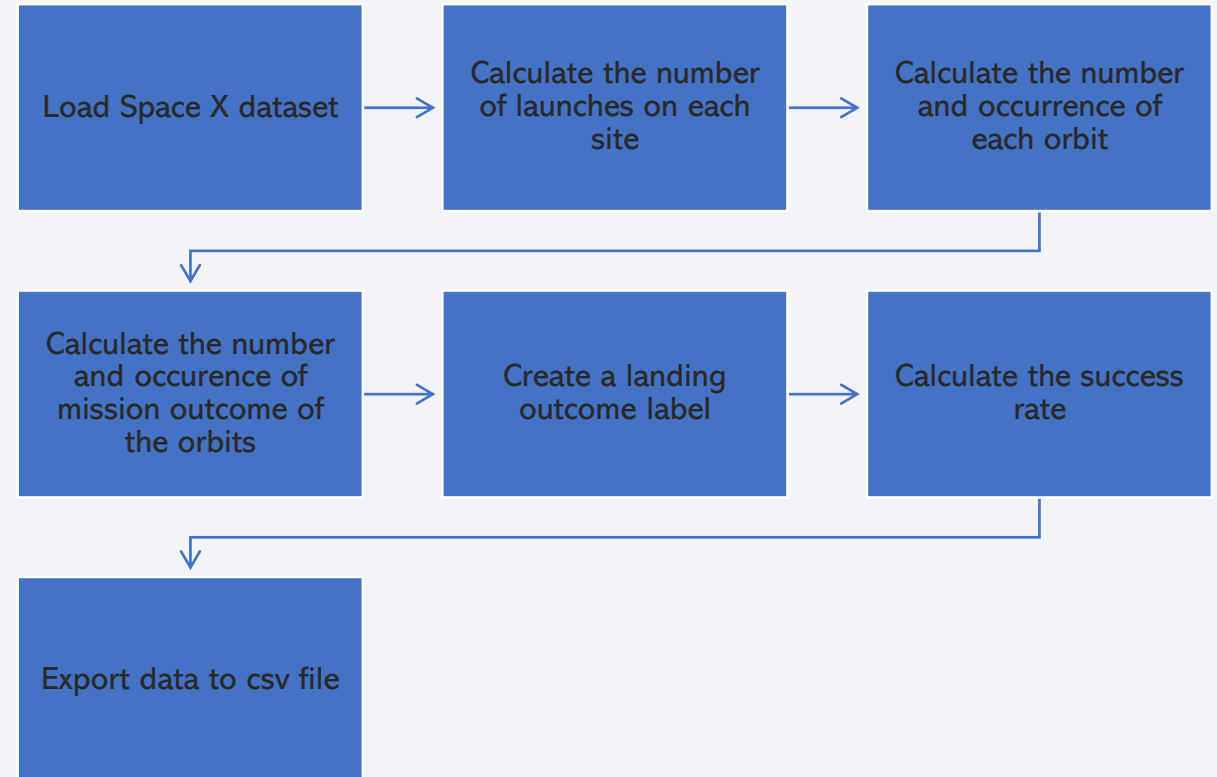 Load Space X dataset
Calculate the number
of launches on each
site
Calculate the number
and occurrence of
each orbit
Calculate the number
and occurence of
mission outcome of
the orbits
Create a landing
outcome label
Calculate the success
rate
Export data to csv file